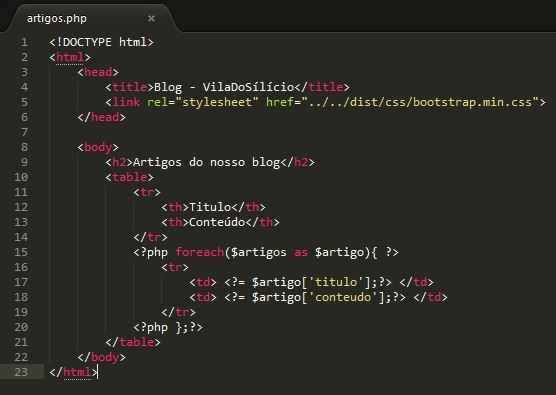 artigos.php ×
1 <!DOCTYPE html>
2 <html>
3 <head>
4 <title>Blog - VilaDoSílício</title>
5 <link rel="stylesheet" href="../../dist/css/bootstrap.min.css">
6 </head>
7
8 <body>
9 <h2>Artigos do nosso blog</h2>
10 <table>
11 <tr>
12 <th>Titulo</th>
13 <th>Conteúdo</th>
14 </tr>
15 <?php foreach($artigos as $artigo){ ?>
16 <tr>
17 <td> <?= $artigo['titulo'];?> </td>
18 <td> <?= $artigo['conteudo'];?> </td>
19 </tr>
20 <?php };?>
21 </table>
22 </body>
23 </html>